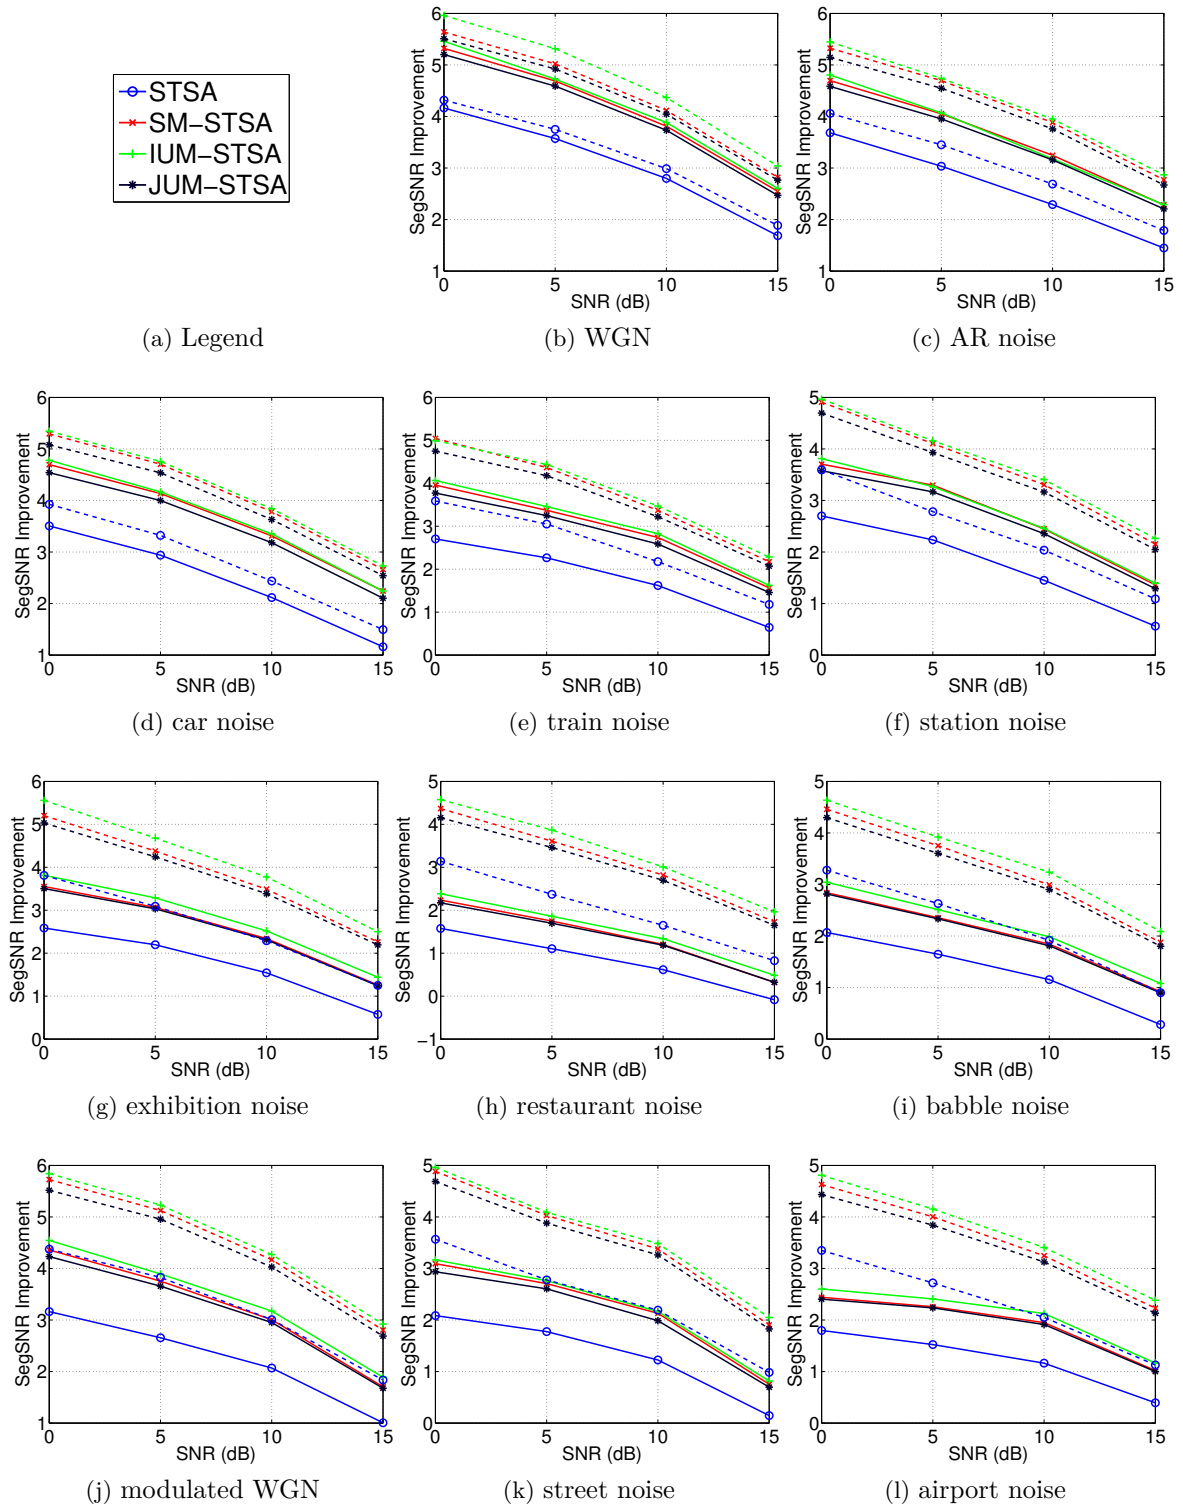 STSA
SM-STSA
IUM-STSA
JUM-STSA
(a) Legend
6
5
4
3
2
1
0
5
10
15
SegSNR Improvement
SNR (dB)
(b) WGN
6
5
4
3
2
1
0
5
10
15
SegSNR Improvement
SNR (dB)
(c) AR noise
6
5
4
3
2
1
0
5
10
15
SegSNR Improvement
SNR (dB)
(d) car noise
6
5
4
3
2
1
0
0
5
10
15
SegSNR Improvement
SNR (dB)
(e) train noise
5
4
3
2
1
0
0
5
10
15
SegSNR Improvement
SNR (dB)
(f) station noise
6
5
4
3
2
1
0
0
5
10
15
SegSNR Improvement
SNR (dB)
(g) exhibition noise
5
4
3
2
1
0
−1
0
5
10
15
SegSNR Improvement
SNR (dB)
(h) restaurant noise
5
4
3
2
1
0
0
5
10
15
SegSNR Improvement
SNR (dB)
(i) babble noise
6
5
4
3
2
1
0
5
10
15
SegSNR Improvement
SNR (dB)
(j) modulated WGN
5
4
3
2
1
0
0
5
10
15
SegSNR Improvement
SNR (dB)
(k) street noise
5
4
3
2
1
0
0
5
10
15
SegSNR Improvement
SNR (dB)
(l) airport noise